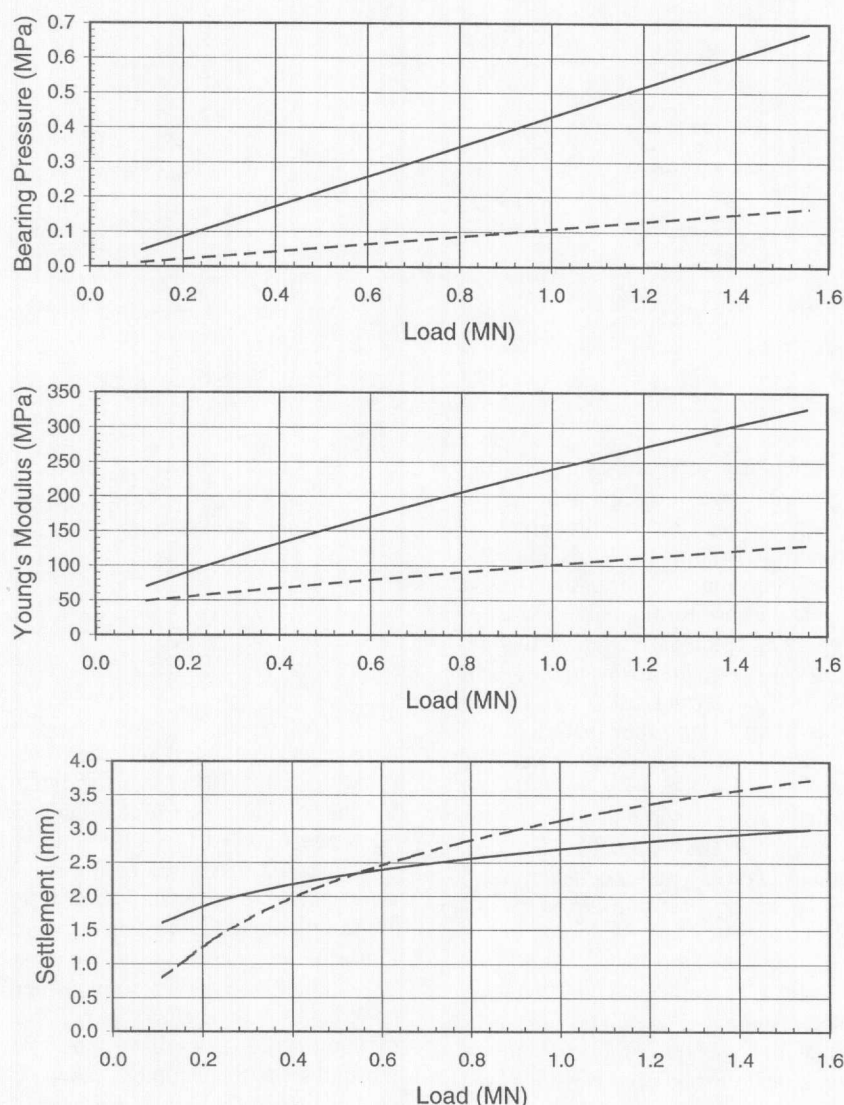 Bearing Pressure (MPa)
0.7
0.6
0.5
0.4
0.3
0.2
0.1
0.0
0.0 0.2 0.4 0.6 0.8 1.0 1.2 1.4 1.6
Load (MN)
Young's Modulus (MPa)
350
300
250
200
150
100
50
0
0.0 0.2 0.4 0.6 0.8 1.0 1.2 1.4 1.6
Load (MN)
Settlement (mm)
4.0
3.5
3.0
2.5
2.0
1.5
1.0
0.5
0.0
0.0 0.2 0.4 0.6 0.8 1.0 1.2 1.4 1.6
Load (MN)